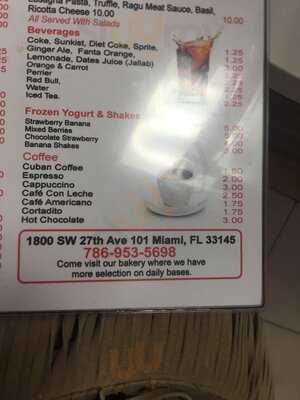 Lasagna Pasta, Truffle, Ragu Meat Sauce, Basil,
Ricotta Cheese 10.00
All Served With Salads
10.00
Beverages
Coke, Sunkist, Diet Coke, Sprite,
Ginger Ale, Fanta Orange, 1.25
Lemonade, Dates Juice (Jallab) 1.25
Orange & Carrot 3.00
Perrier
Red Bull,
Water
Iced Tea. 2.25
Frozen Yogurt & Shakes
Strawberry Banana 5.00
Mixed Berries
Chocolate Strawberry
Banana Shakes 3.00
Coffee
Cuban Coffee 1.50
Espresso 2.00
Cappuccino 3.00
Café Con Leche 2.50
Café Americano 1.75
Cortadito 1.75
Hot Chocolate 3.00
1800 SW 27th Ave 101 Miami, FL 33145
786-953-5698
Come visit our bakery where we have
more selection on daily bases.